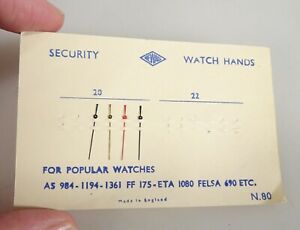 SECURITY WATCH HANDS
20 22
FOR POPULAR WATCHES
AS 984-1194-1361 FF 175-ETA 1080 FELSA 690 ETC.
Made in England
N.80